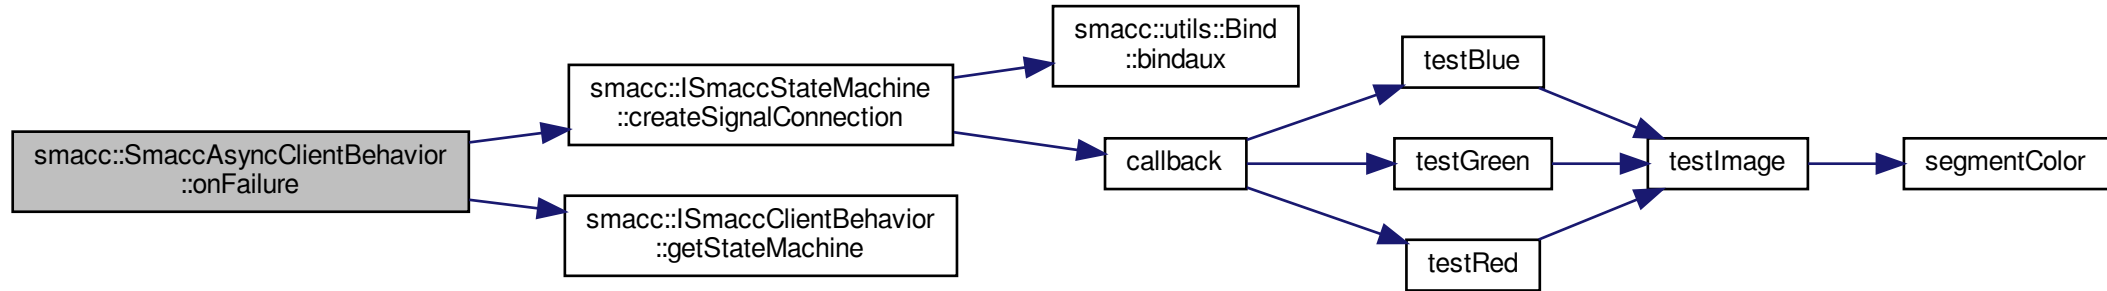 smacc::SmaccAsyncClientBehavior
::onFailure
smacc::ISmaccStateMachine
::createSignalConnection
smacc::ISmaccClientBehavior
::getStateMachine
smacc::utils::Bind
::bindaux
callback
testBlue
testGreen
testRed
testImage
segmentColor